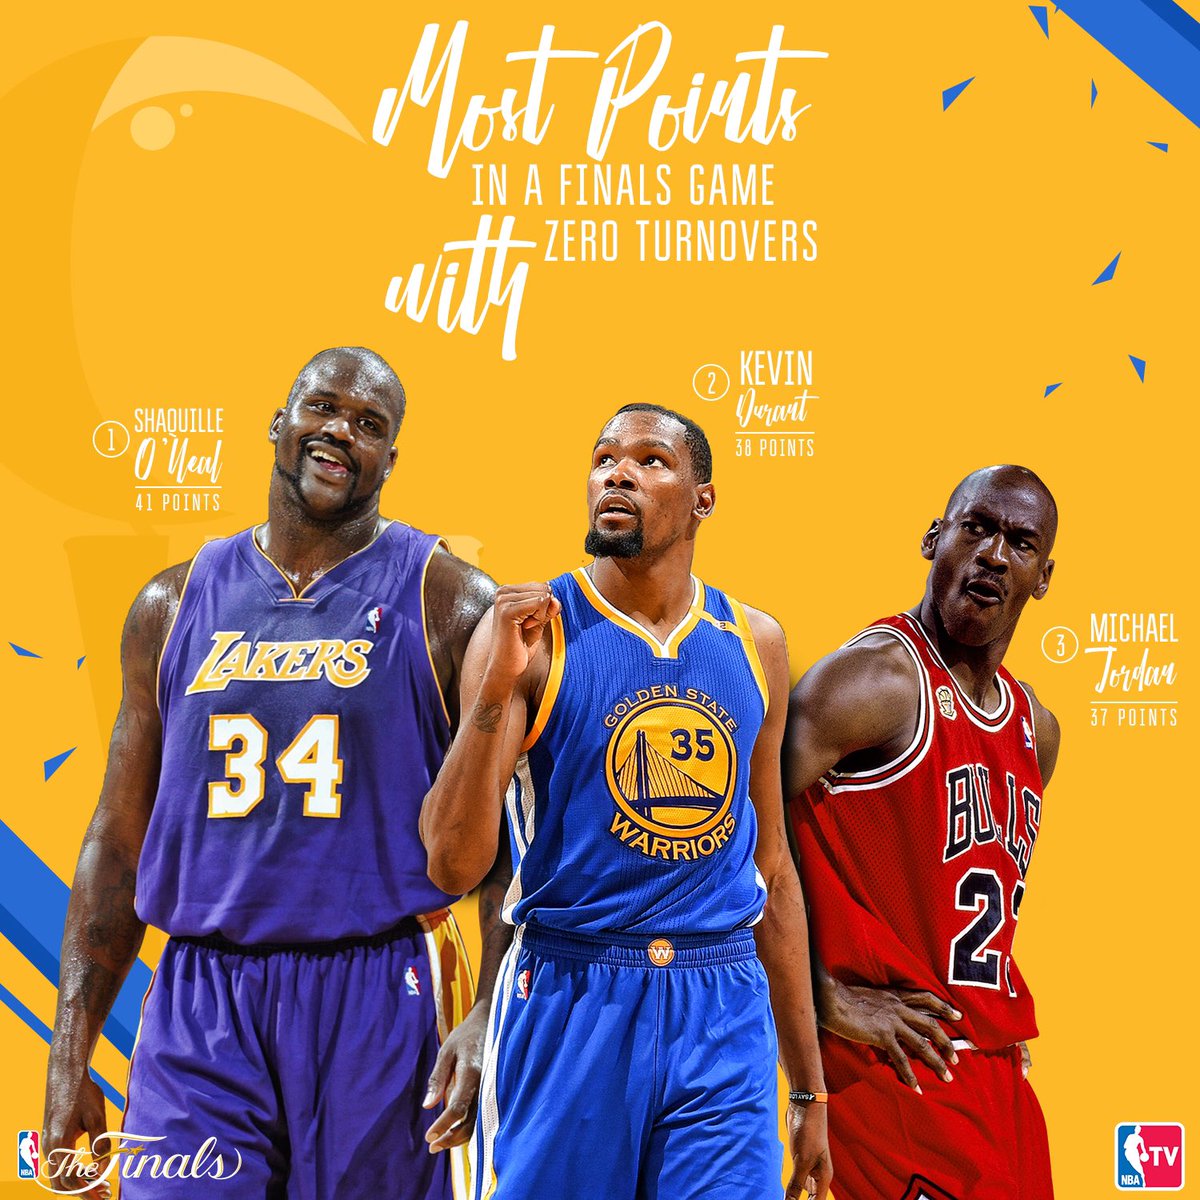 Most Points
IN A FINALS GAME
with ZERO TURNOVERS
1
SHAQUILLE
O'Neal
41 POINTS
2
KEVIN
Durant
38 POINTS
3
MICHAEL
Jordan
37 POINTS
LAKERS
34
GOLDEN STATE
35
WARRIORS
W
BULLS
23
NBA
The Finals
NBA
TV